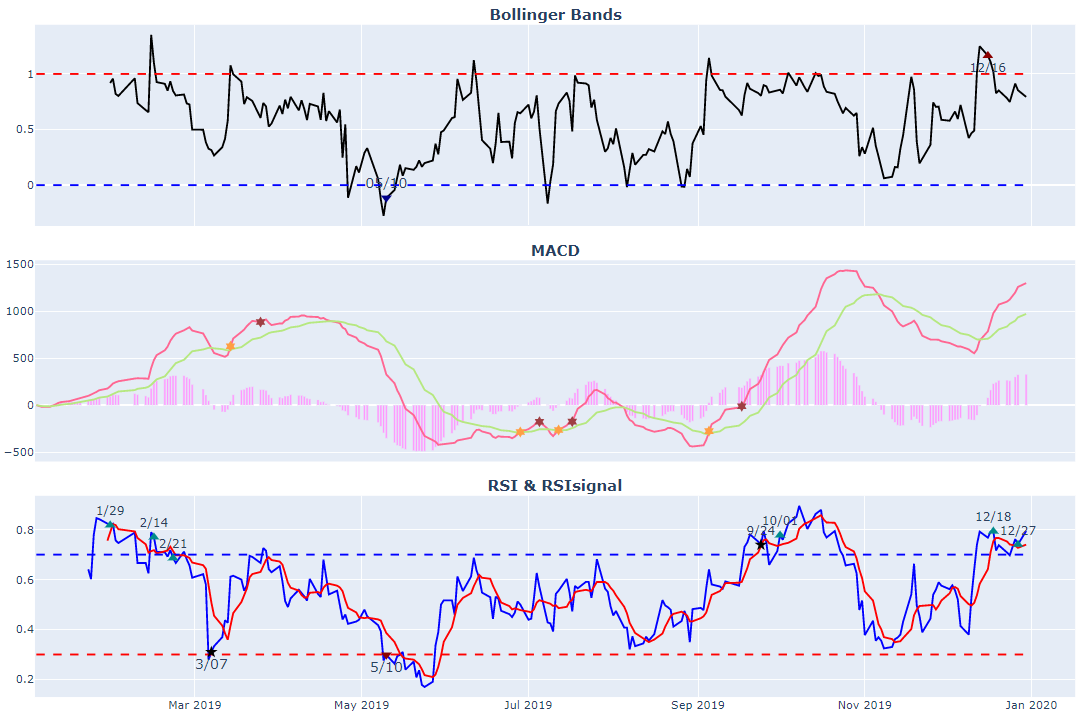 Bollinger Bands
1
0.5
0
05/10
12/16
MACD
1500
1000
500
0
−500
RSI & RSIsignal
0.8
0.6
0.4
0.2
1/29
2/14
2/21
3/07
5/10
9/24
10/01
12/18
12/27
Mar 2019
May 2019
Jul 2019
Sep 2019
Nov 2019
Jan 2020